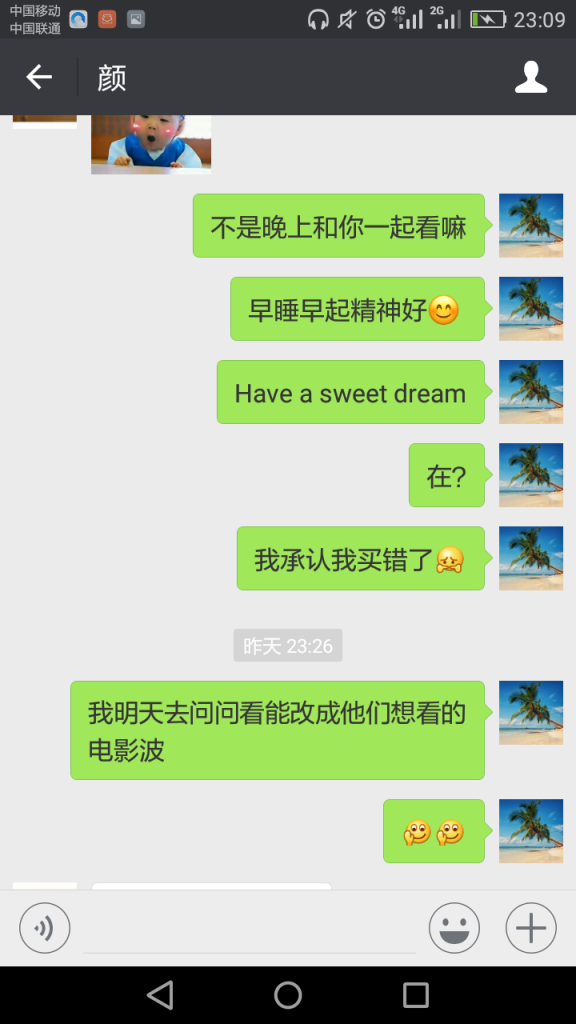 中国移动
中国联通
4G
2G
23:09
颜
不是晚上和你一起看嘛
早睡早起精神好😊
Have a sweet dream
在?
我承认我买错了
昨天 23:26
我明天去问问看能改成他们想看的
电影波